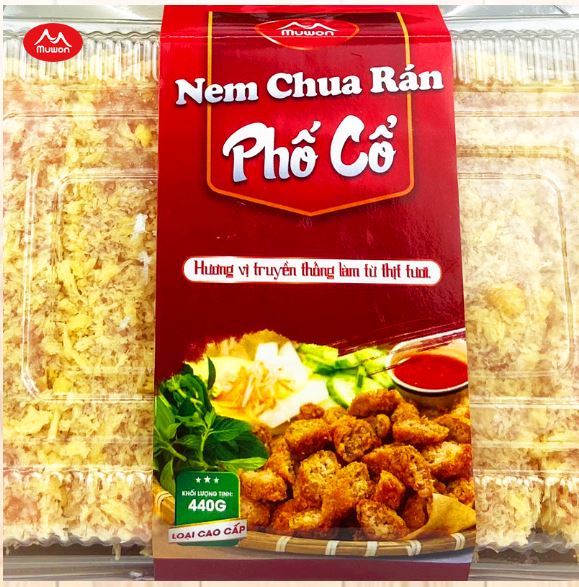 Muwon
Muwon
Nem Chua Rán
Phố Cổ
Hương vị truyền thống làm từ thịt tươi.
KHỐI LƯỢNG TỊNH:
440G
LOẠI CAO CẤP